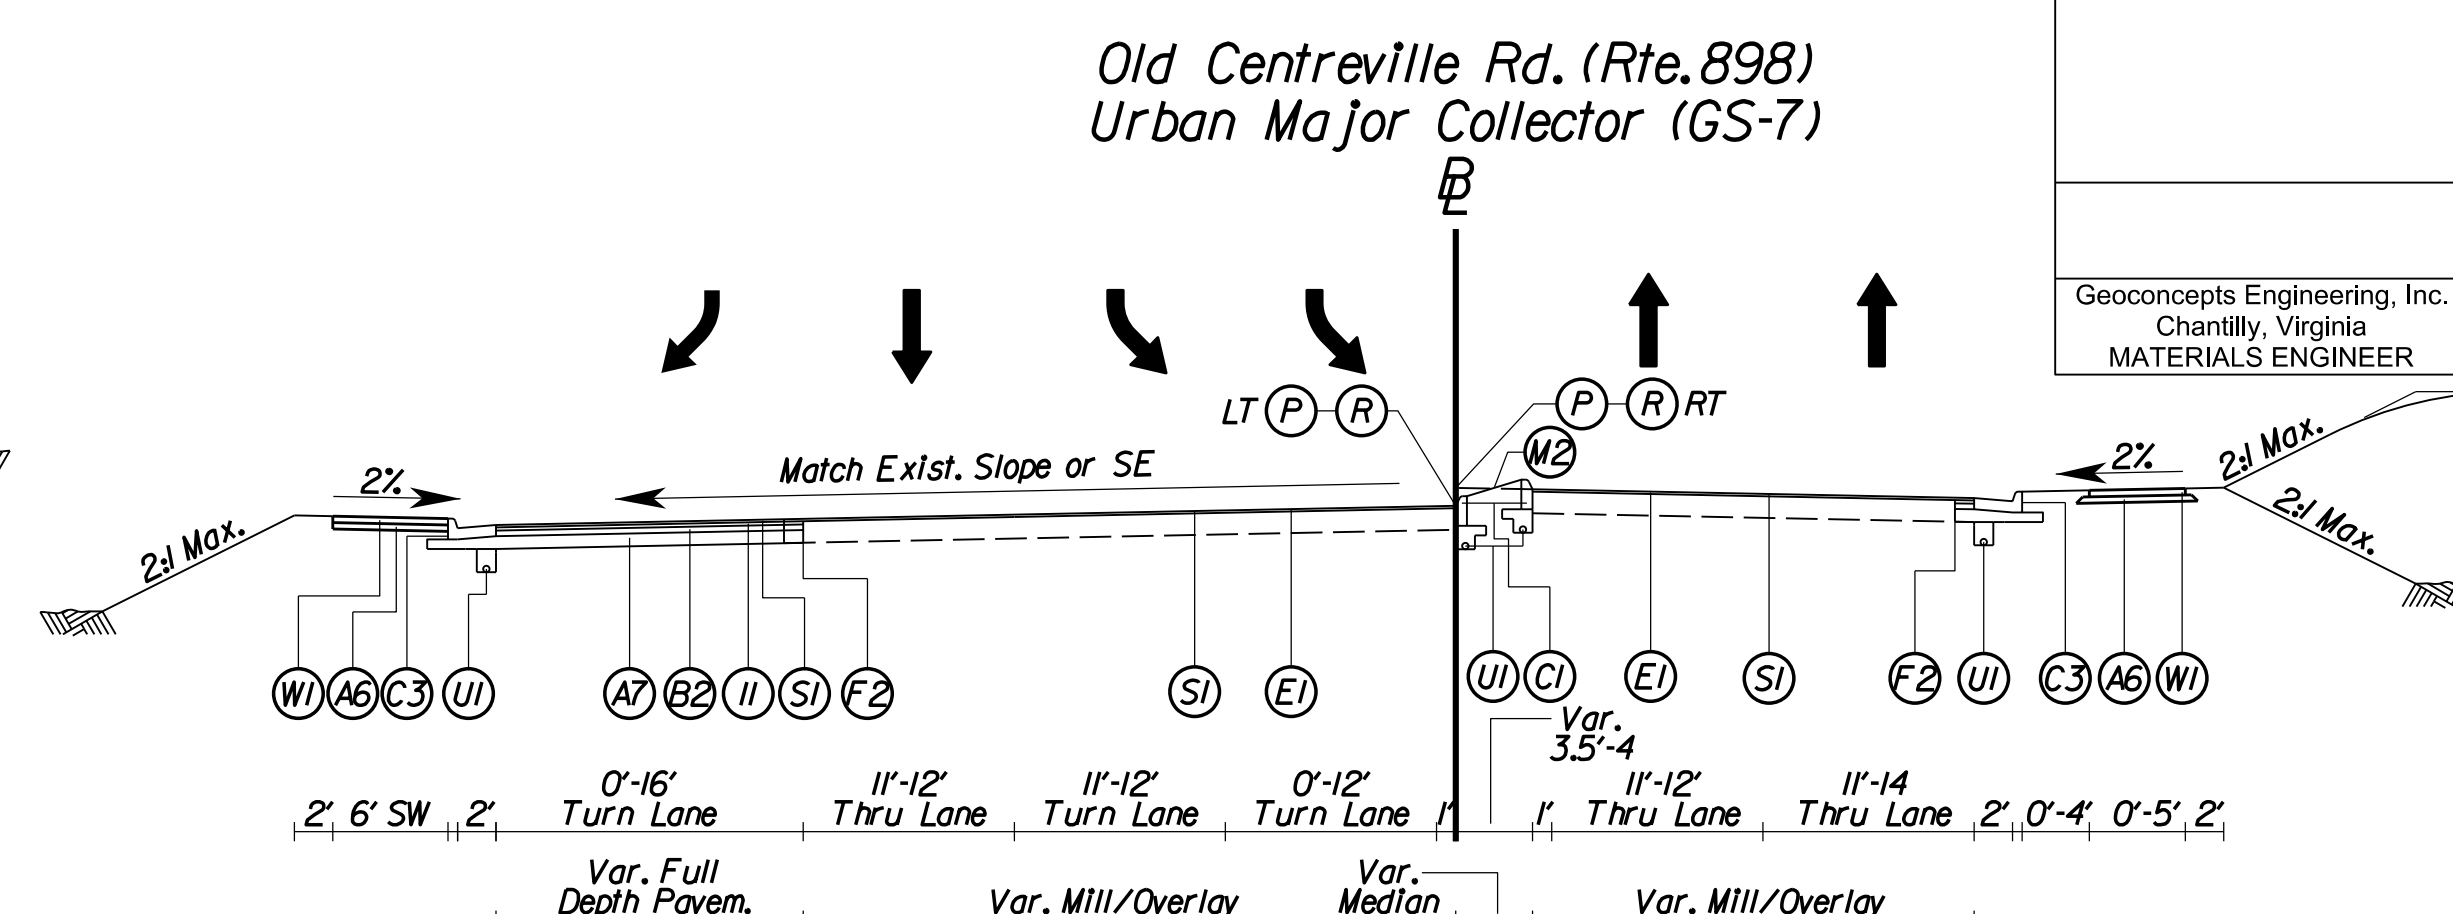 Old Centreville Rd. (Rte. 898)
Urban Major Collector (GS-7)
BL
Geoconcepts Engineering, Inc.
Chantilly, Virginia
MATERIALS ENGINEER
LT P R
P R RT
M2
2:1 Max.
2%
Match Exist. Slope or SE
2%
2:1 Max.
2:1 Max.
W1 A6 C3 U1 A7 B2 I1 S1 F2 S1 E1 U1 C1 E1 S1 F2 U1 C3 A6 W1
Var.
3.5'-4
0'-16' 11'-12' 11'-12' 0'-12' 11'-12' 11'-14
2' 6' SW 2' Turn Lane Thru Lane Turn Lane Turn Lane 1' 1' Thru Lane Thru Lane 2' 0'-4' 0'-5' 2'
Var. Full Var.
Depth Pavem. Var. Mill/Overlay Median Var. Mill/Overlay